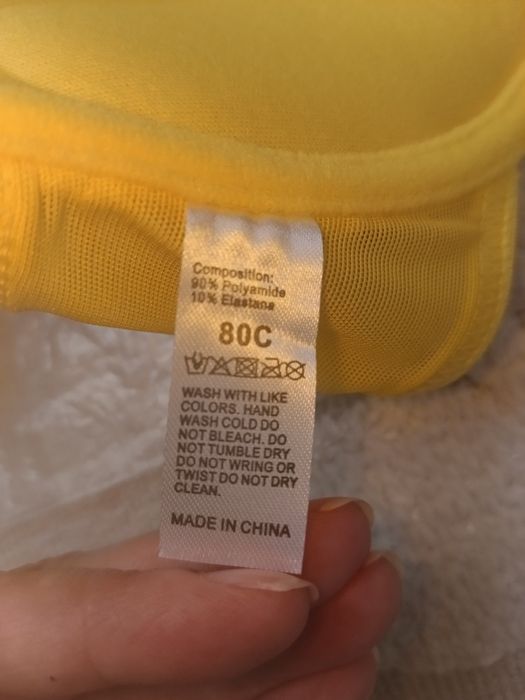 Composition:
90% Polyamide
10% Elastane
80C
WASH WITH LIKE
COLORS. HAND
WASH COLD DO
NOT BLEACH. DO
NOT TUMBLE DRY
DO NOT WRING OR
TWIST DO NOT DRY
CLEAN.
MADE IN CHINA